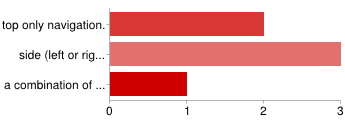 top only navigation.
side (left or rig...
a combination of ...
0 1 2 3